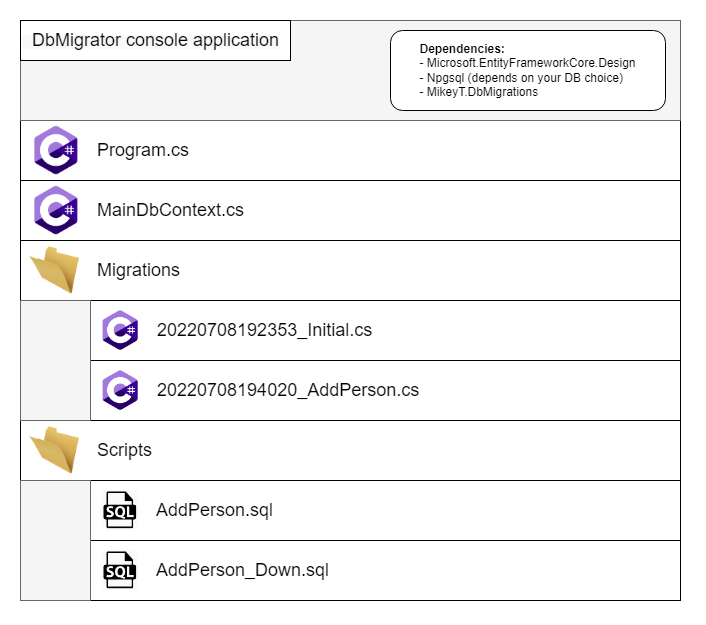 DbMigrator console application
Dependencies:
- Microsoft.EntityFrameworkCore.Design
- Npgsql (depends on your DB choice)
- MikeyT.DbMigrations
C#
Program.cs
C#
MainDbContext.cs
Migrations
C#
20220708192353_Initial.cs
C#
20220708194020_AddPerson.cs
Scripts
SQL
AddPerson.sql
SQL
AddPerson_Down.sql